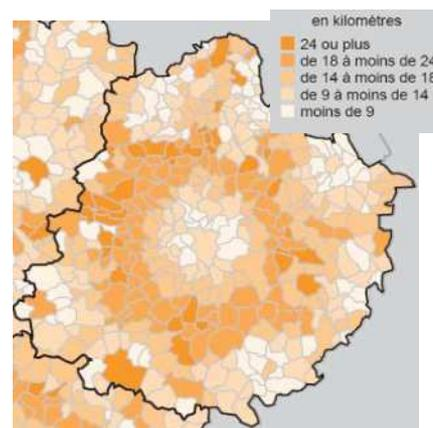 en kilomètres
24 ou plus
de 18 à moins de 24
de 14 à moins de 18
de 9 à moins de 14
moins de 9